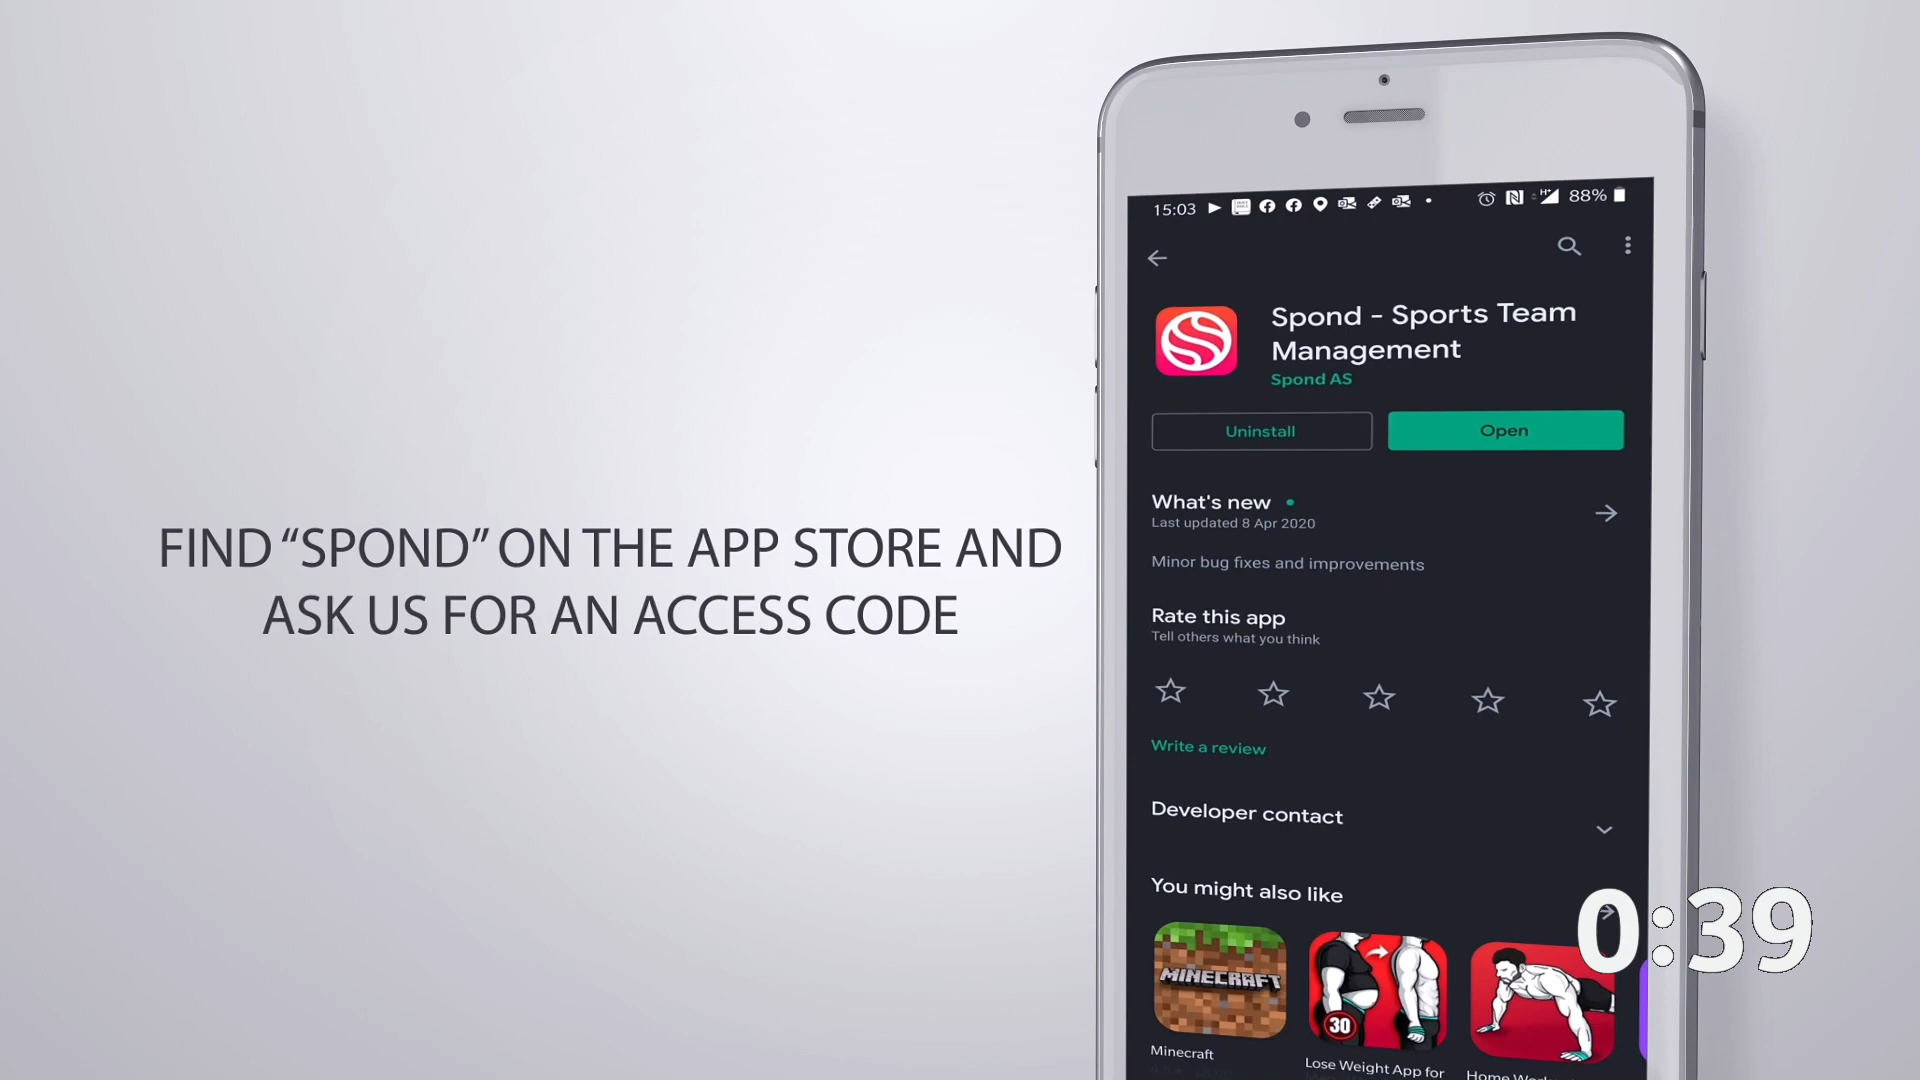 FIND “SPOND” ON THE APP STORE AND
ASK US FOR AN ACCESS CODE
15:03
88%
Spond - Sports Team
Management
Spond AS
Uninstall
Open
What's new
Last updated 8 Apr 2020
Minor bug fixes and improvements
Rate this app
Tell others what you think
Write a review
Developer contact
You might also like
0:39
MINECRAFT
30
Minecraft
Lose Weight App for
Home